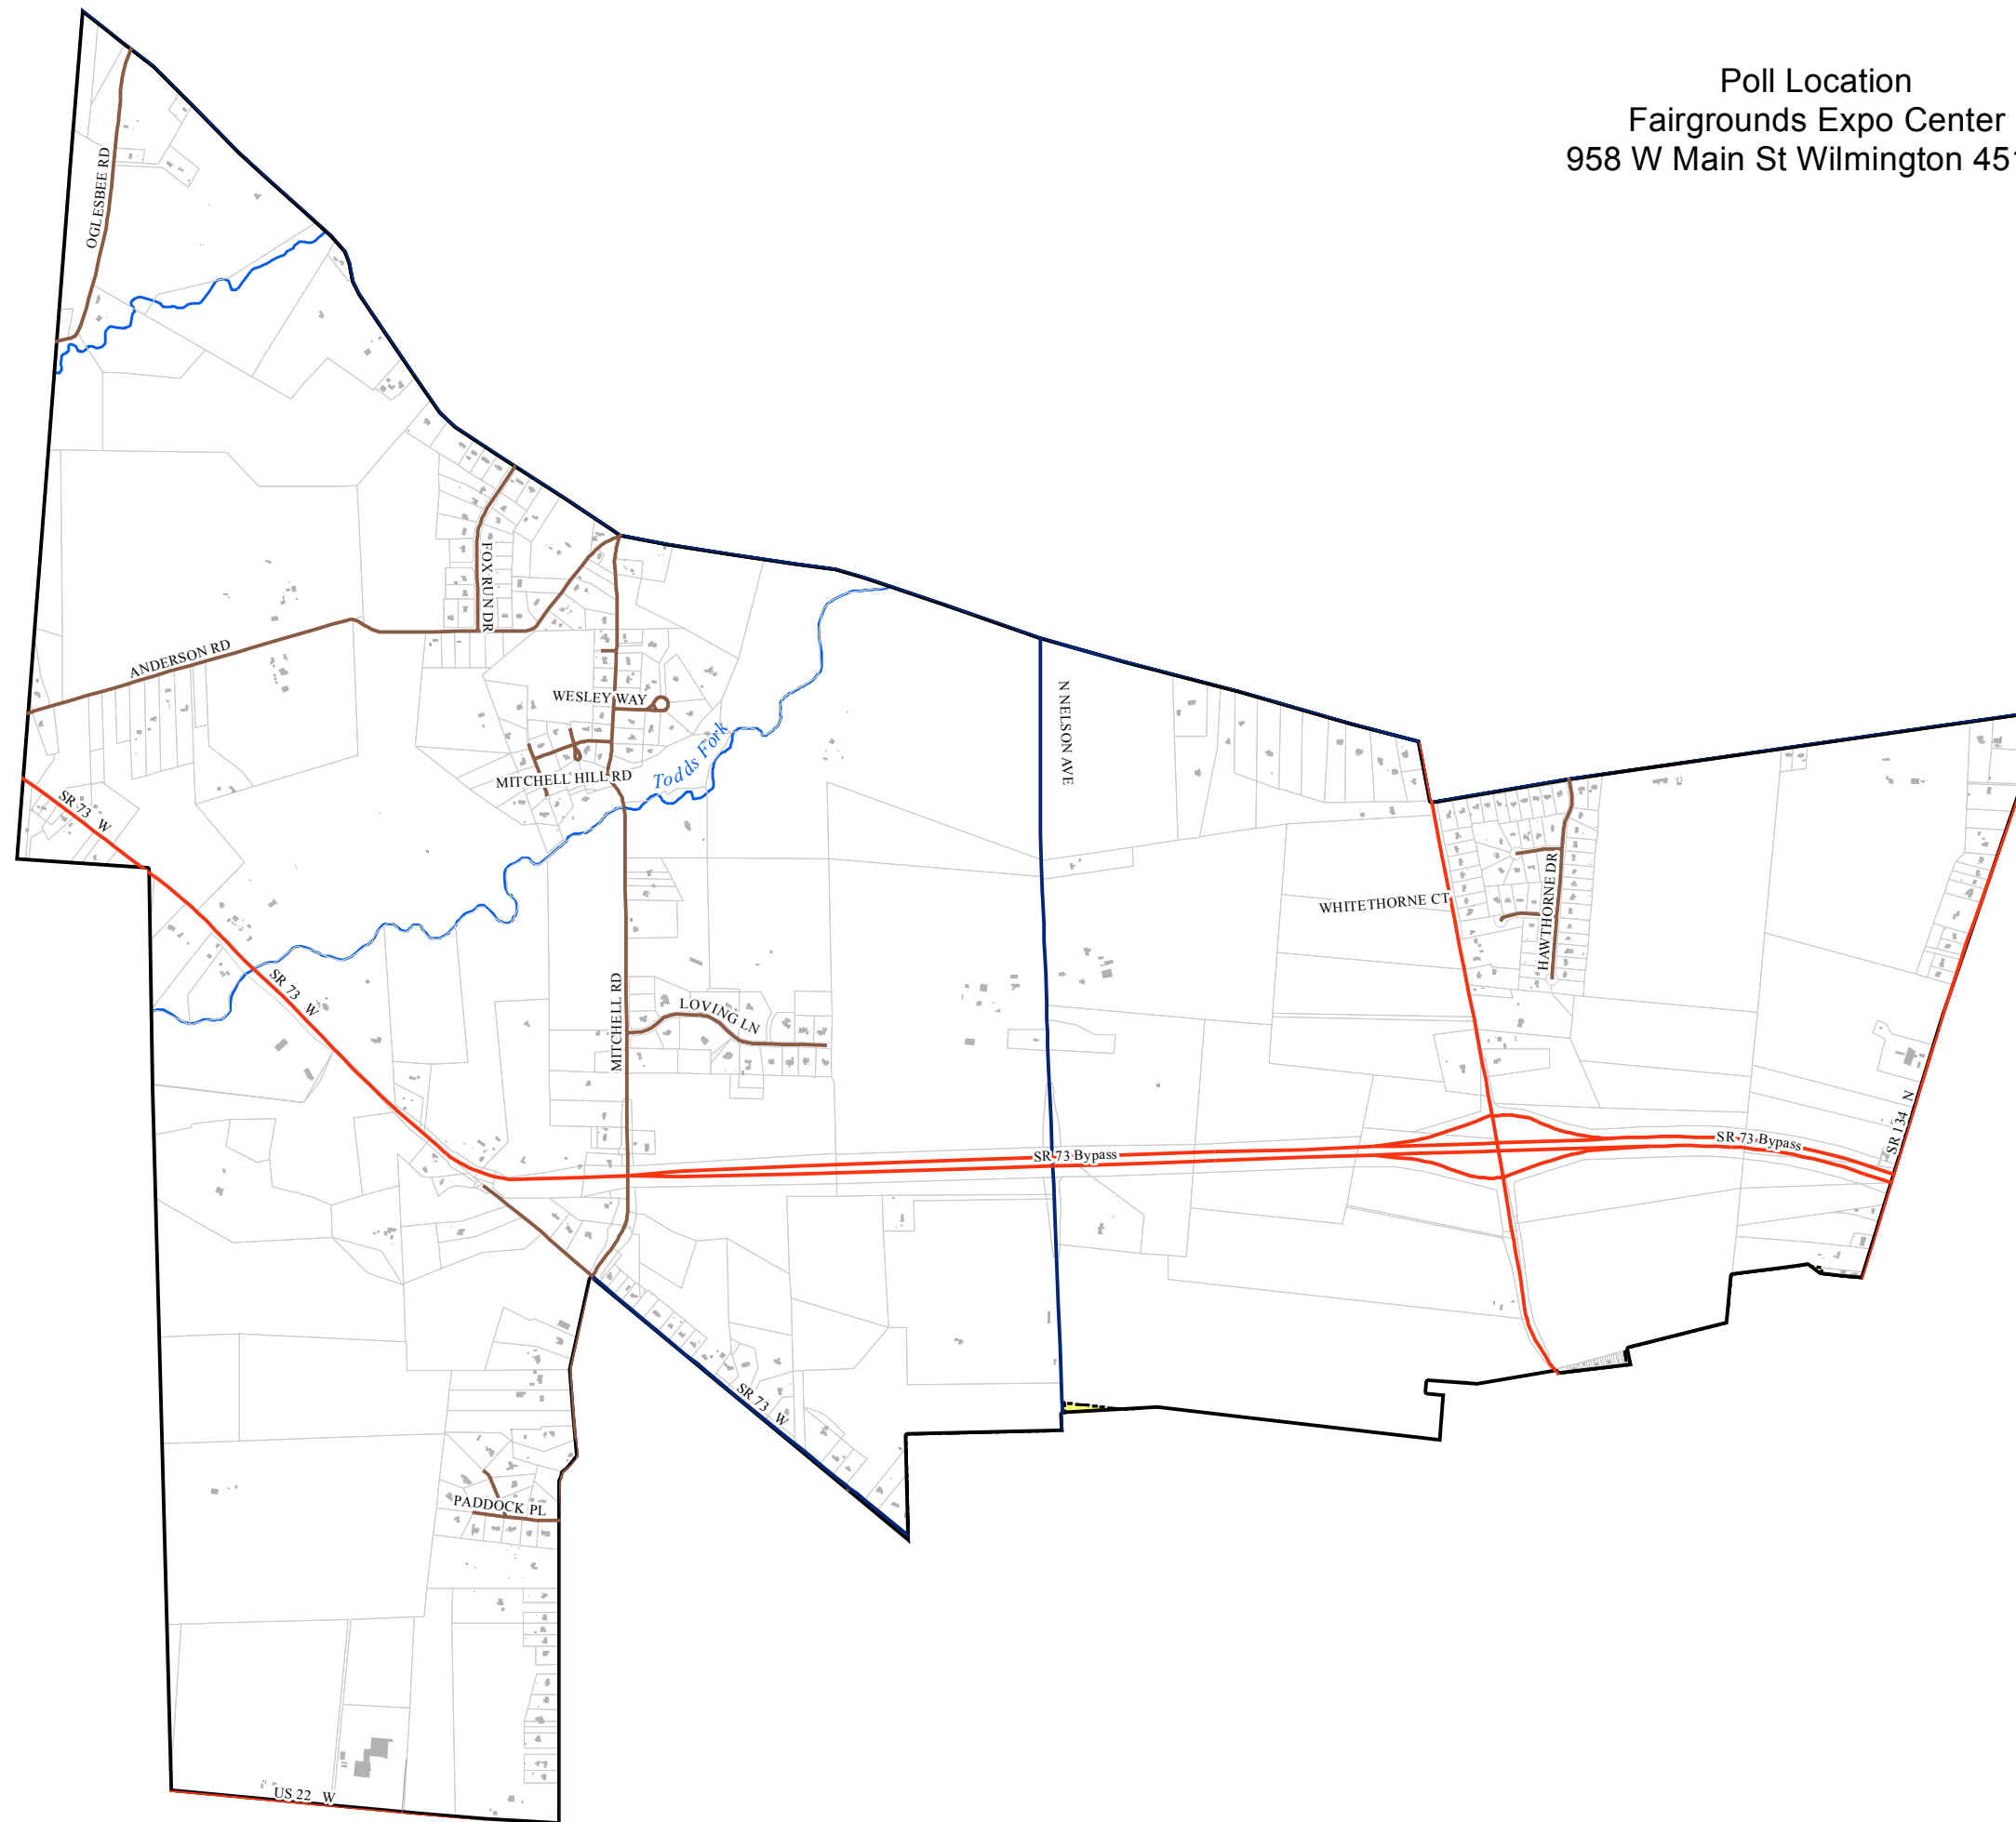 Poll Location
Fairgrounds Expo Center
958 W Main St Wilmington
OGLESBEE RD
FOX RUN DR
ANDERSON RD
WESLEY WAY
N NELSON AVE
Todds Fork
MITCHELL HILL RD
SR 73 W
WHITETHORNE CT
HAWTHORNE DR
SR 73 W
MITCHELL RD
LOVING LN
SR 134 N
SR 73 Bypass
SR 73 Bypass
SR 73 W
PADDOCK PL
US 22 W